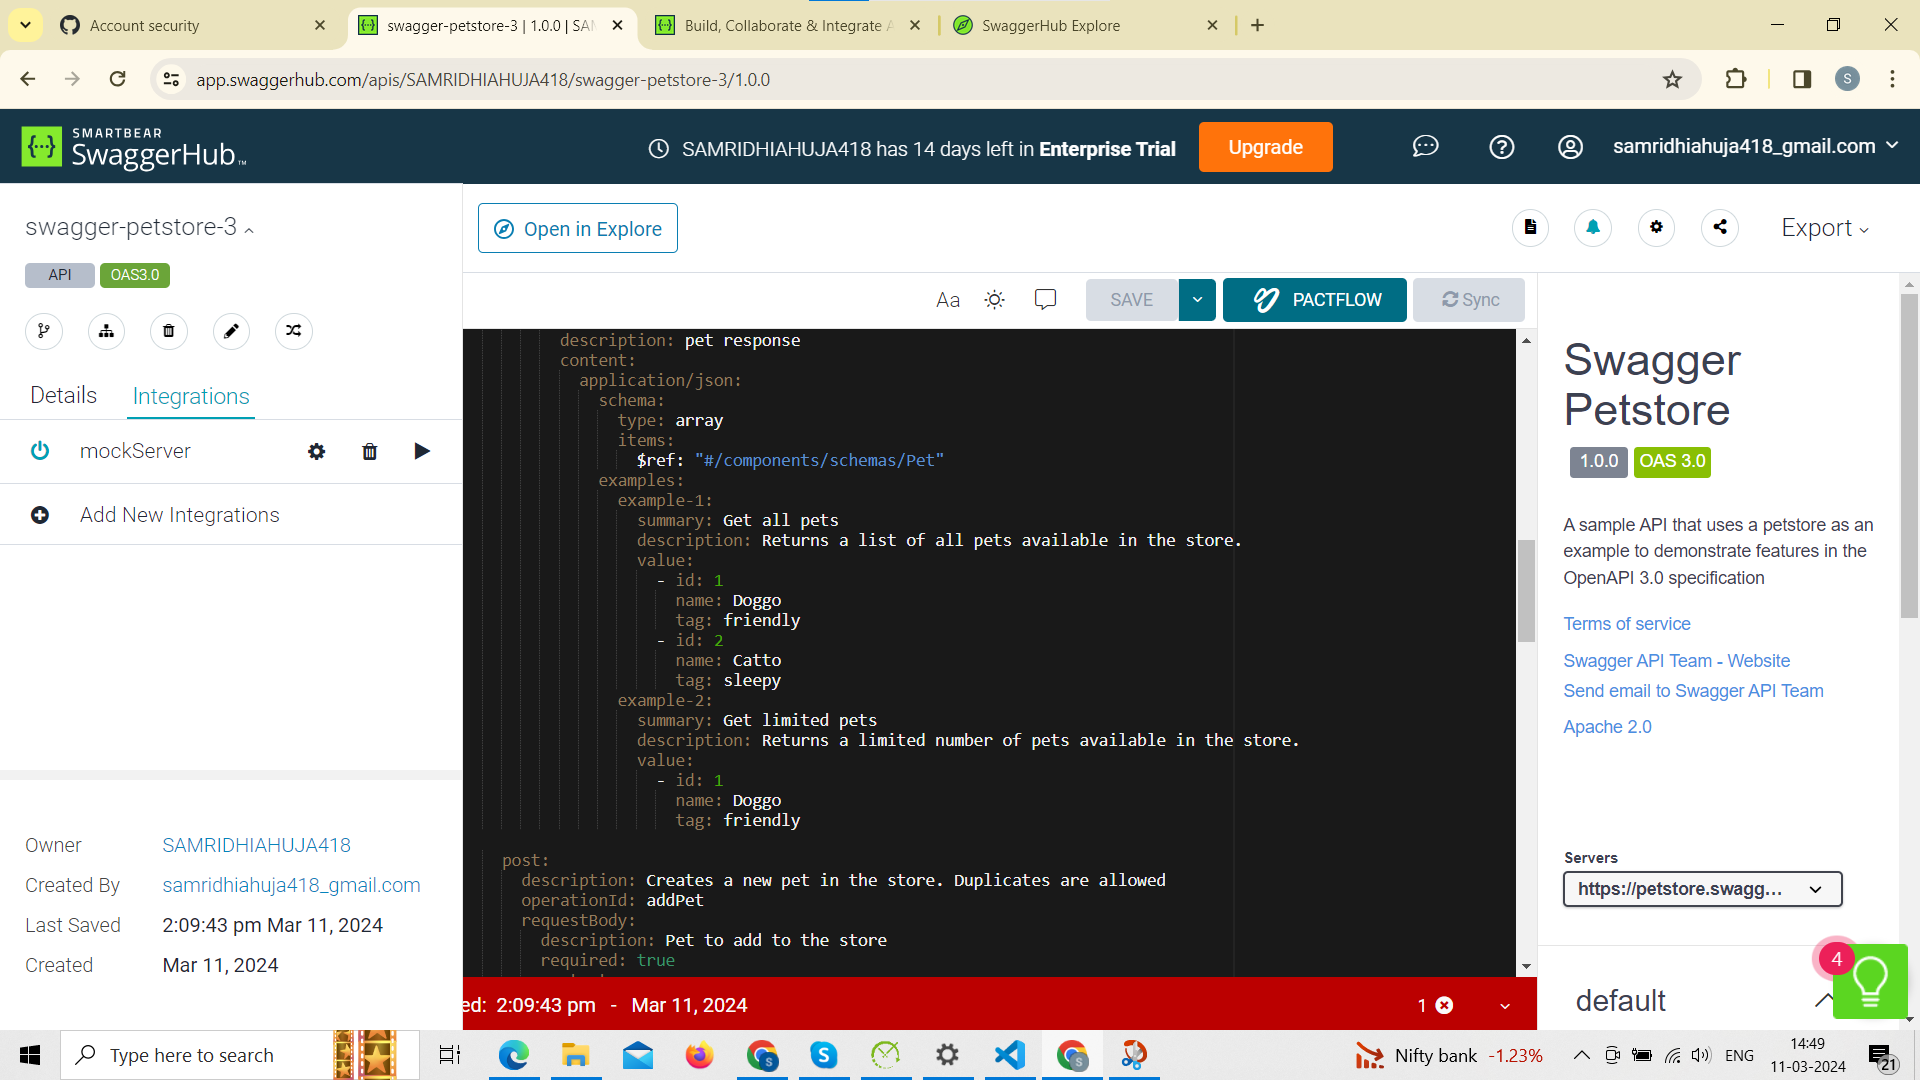 Account security
swagger-petstore-3 | 1.0.0 | SAM
Build, Collaborate & Integrate A
SwaggerHub Explore
app.swaggerhub.com/apis/SAMRIDHIAHUJA418/swagger-petstore-3/1.0.0
S
SMARTBEAR
SwaggerHub™
SAMRIDHIAHUJA418 has 14 days left in Enterprise Trial
Upgrade
samridhiahuja418_gmail.com
swagger-petstore-3
API
OAS3.0
Details
Integrations
mockServer
Add New Integrations
Owner
SAMRIDHIAHUJA418
Created By
samridhiahuja418_gmail.com
Last Saved
2:09:43 pm Mar 11, 2024
Created
Mar 11, 2024
Open in Explore
Export
Aa
SAVE
PACTFLOW
Sync
description: pet response
content:
application/json:
schema:
type: array
items:
$ref: "#/components/schemas/Pet"
examples:
example-1:
summary: Get all pets
description: Returns a list of all pets available in the store.
value:
- id: 1
name: Doggo
tag: friendly
- id: 2
name: Catto
tag: sleepy
example-2:
summary: Get limited pets
description: Returns a limited number of pets available in the store.
value:
- id: 1
name: Doggo
tag: friendly
post:
description: Creates a new pet in the store. Duplicates are allowed
operationId: addPet
requestBody:
description: Pet to add to the store
required: true
ed: 2:09:43 pm - Mar 11, 2024
1
Swagger
Petstore
1.0.0
OAS 3.0
A sample API that uses a petstore as an
example to demonstrate features in the
OpenAPI 3.0 specification
Terms of service
Swagger API Team - Website
Send email to Swagger API Team
Apache 2.0
Servers
https://petstore.swagg...
default
4
Type here to search
Nifty bank -1.23%
ENG
14:49
11-03-2024
21